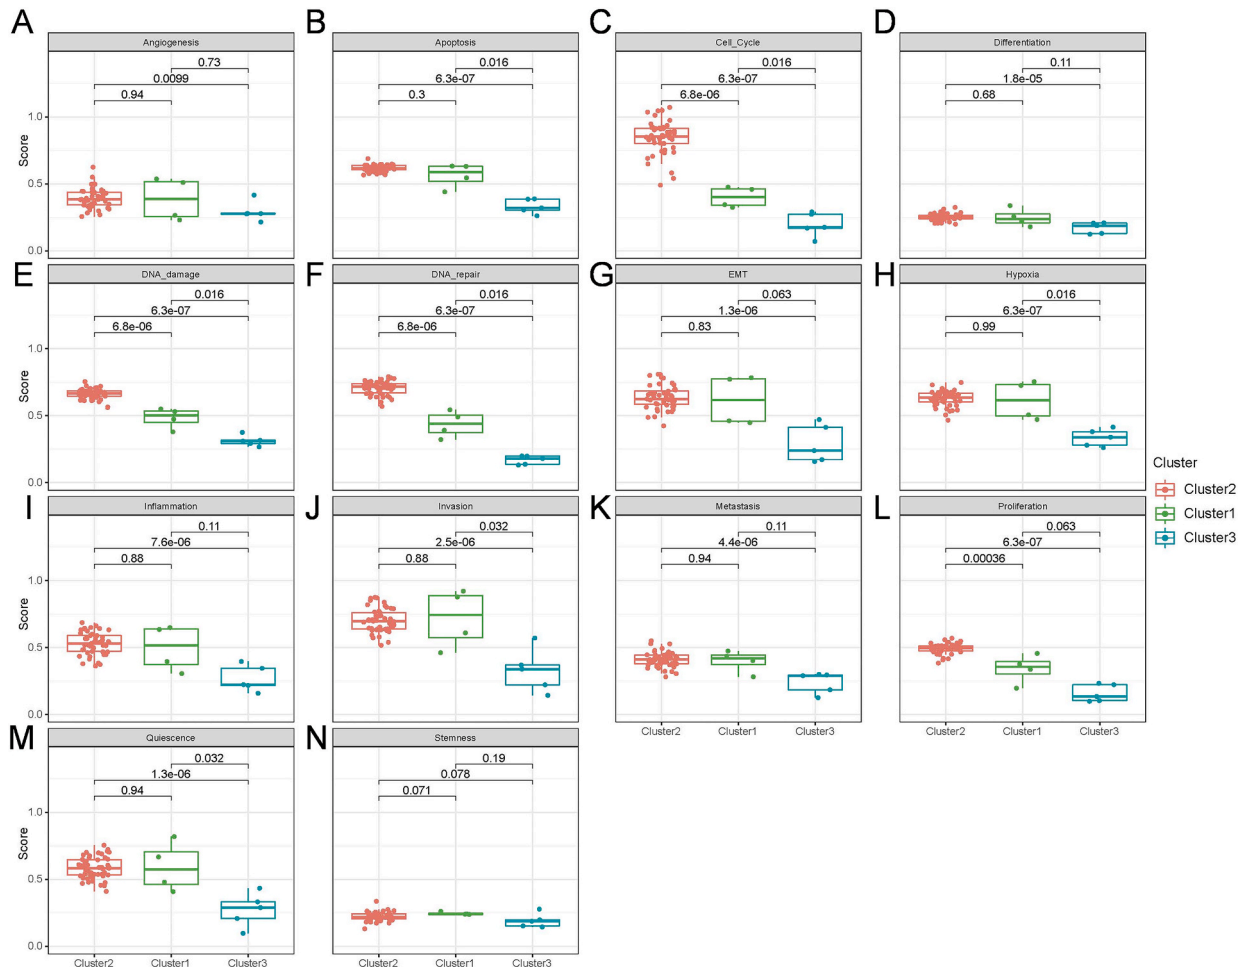 A
Angiogenesis
0.73
0.0099
0.94
B
Apoptosis
0.016
6.3e-07
0.3
C
Cell_Cycle
0.016
6.3e-07
6.8e-06
D
Differentiation
0.11
1.8e-05
0.68
Score
1.0
0.5
0.0
E
DNA_damage
0.016
6.3e-07
6.8e-06
F
DNA_repair
0.016
6.3e-07
6.8e-06
G
EMT
0.063
1.3e-06
0.83
H
Hypoxia
0.016
6.3e-07
0.99
Score
1.0
0.5
0.0
I
Inflammation
0.11
7.6e-06
0.88
J
Invasion
0.032
2.5e-06
0.88
K
Metastasis
0.11
4.4e-06
0.94
L
Proliferation
0.063
6.3e-07
0.00036
Score
1.0
0.5
0.0
Cluster2 Cluster1 Cluster3
Cluster2 Cluster1 Cluster3
M
Quiescence
0.032
1.3e-06
0.94
N
Stemness
0.19
0.078
0.071
Score
1.0
0.5
0.0
Cluster2 Cluster1 Cluster3
Cluster2 Cluster1 Cluster3
Cluster
Cluster2
Cluster1
Cluster3